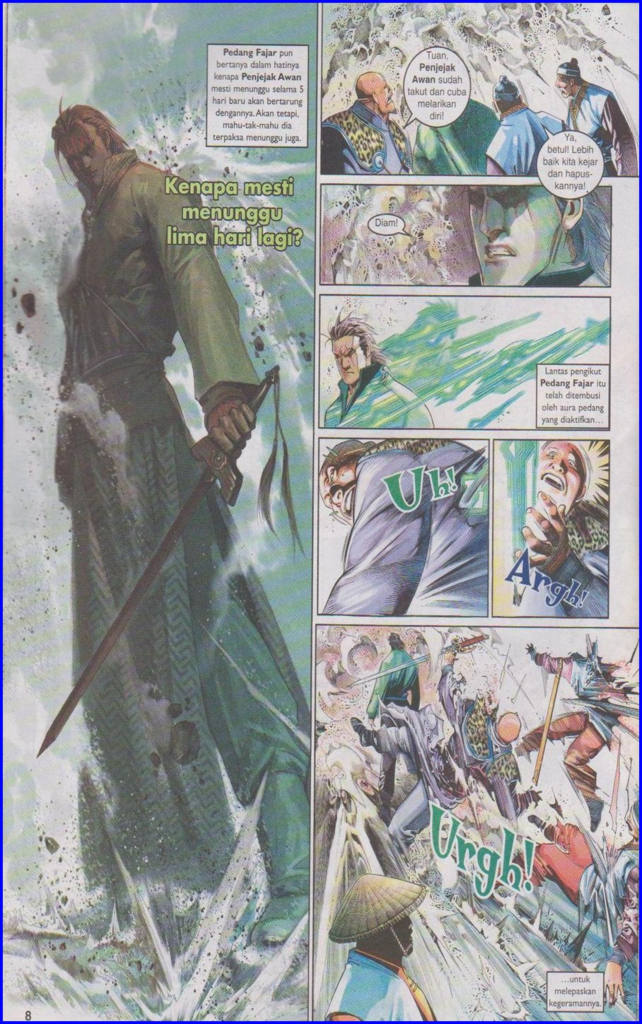 Pedang Fajar pun
bertanya dalam hatinya
kenapa Penjejak Awan
mesti menunggu selama 5
hari baru akan bertarung
dengannya. Akan tetapi,
mahu-tak-mahu dia
terpaksa menunggu juga.
Kenapa mesti
menunggu
lima hari lagi?
Tuan,
Penjejak
Awan sudah
takut dan cuba
melarikan
diri!
Ya,
betul! Lebih
baik kita kejar
dan hapus-
kannya!
Diam!
Lantas pengikut
Pedang Fajar itu
telah ditembusi
oleh aura pedang
yang diaktifkan...
Uh!
Argh!
Urgh!
...untuk
melepaskan
kegeramannya.
8